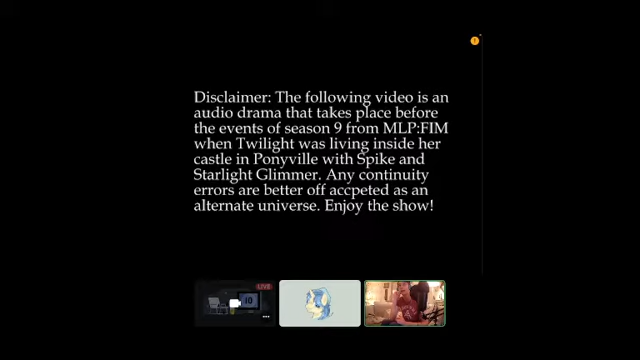 Disclaimer: The following video is an
audio drama that takes place before
the events of season 9 from MLP:FIM
when Twilight was living inside her
castle in Ponyville with Spike and
Starlight Glimmer. Any continuity
errors are better off accpeted as an
alternate universe. Enjoy the show!
LIVE